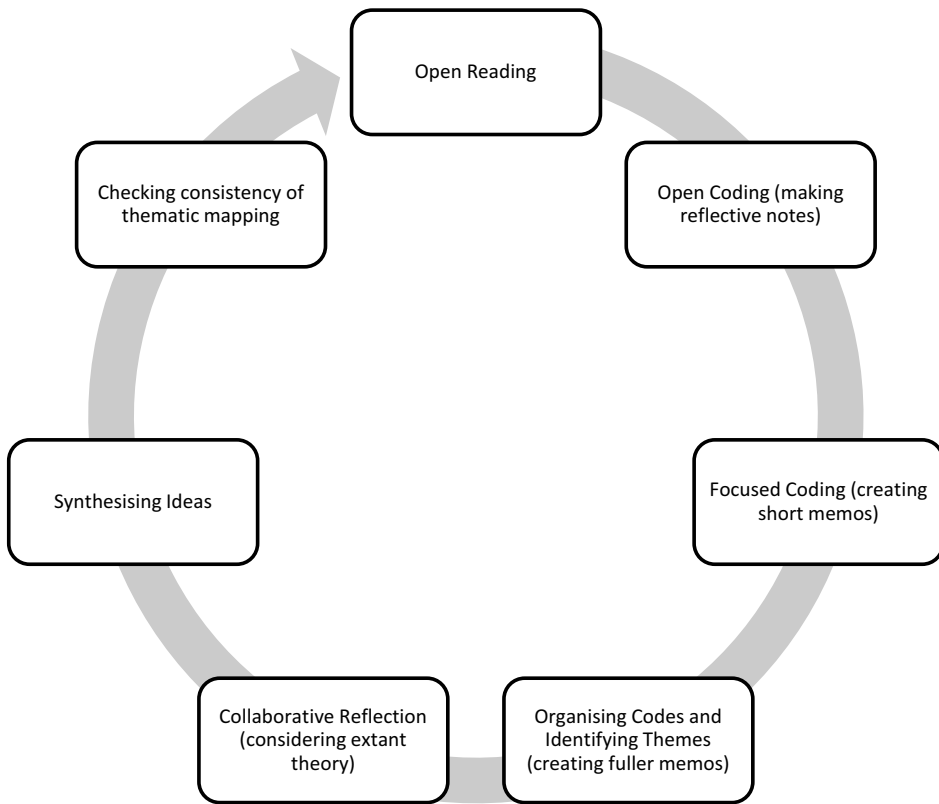 Open Reading
Open Coding (making
reflective notes)
Focused Coding (creating
short memos)
Organising Codes and
Identifying Themes
(creating fuller memos)
Collaborative Reflection
(considering extant
theory)
Synthesising Ideas
Checking consistency of
thematic mapping